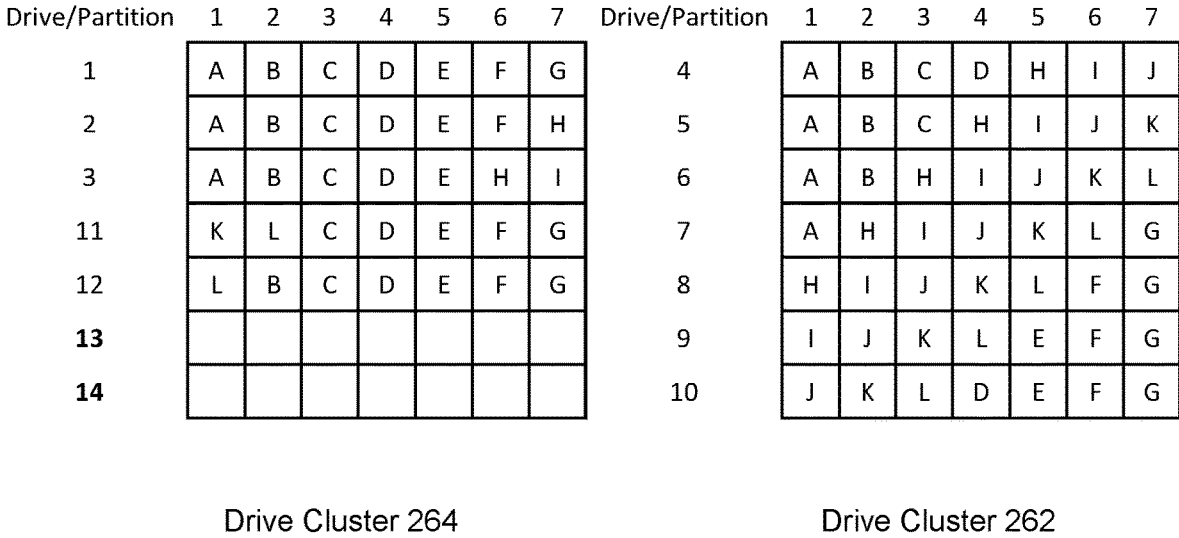 Drive/Partition 1 2 3 4 5 6 7 Drive/Partition 1 2 3 4 5 6 7
1 A B C D E F G 4 A B C D H I J
2 A B C D E F H 5 A B C H I J K
3 A B C D E H I 6 A B H I J K L
11 K L C D E F G 7 A H I J K L G
12 L B C D E F G 8 H I J K L F G
13 9 I J K L E F G
14 10 J K L D E F G
Drive Cluster 264 Drive Cluster 262